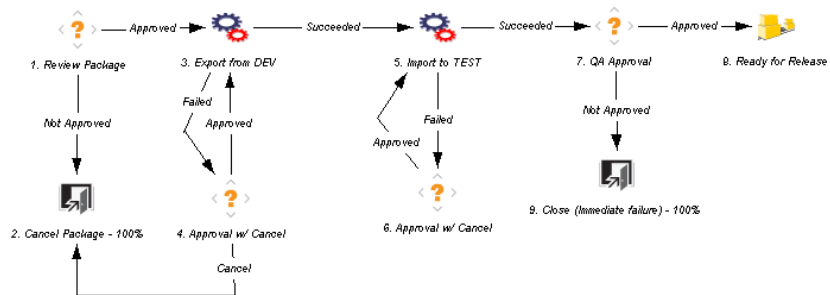 Approved
Succeeded
Succeeded
Approved
1. Review Package
3. Export from DEV
5. Import to TEST
7. QA Approval
8. Ready for Release
Failed
Not Approved
Approved
Approved
Failed
Not Approved
2. Cancel Package - 100%
4. Approval w/ Cancel
6. Approval w/ Cancel
9. Close (Immediate failure) - 100%
Cancel